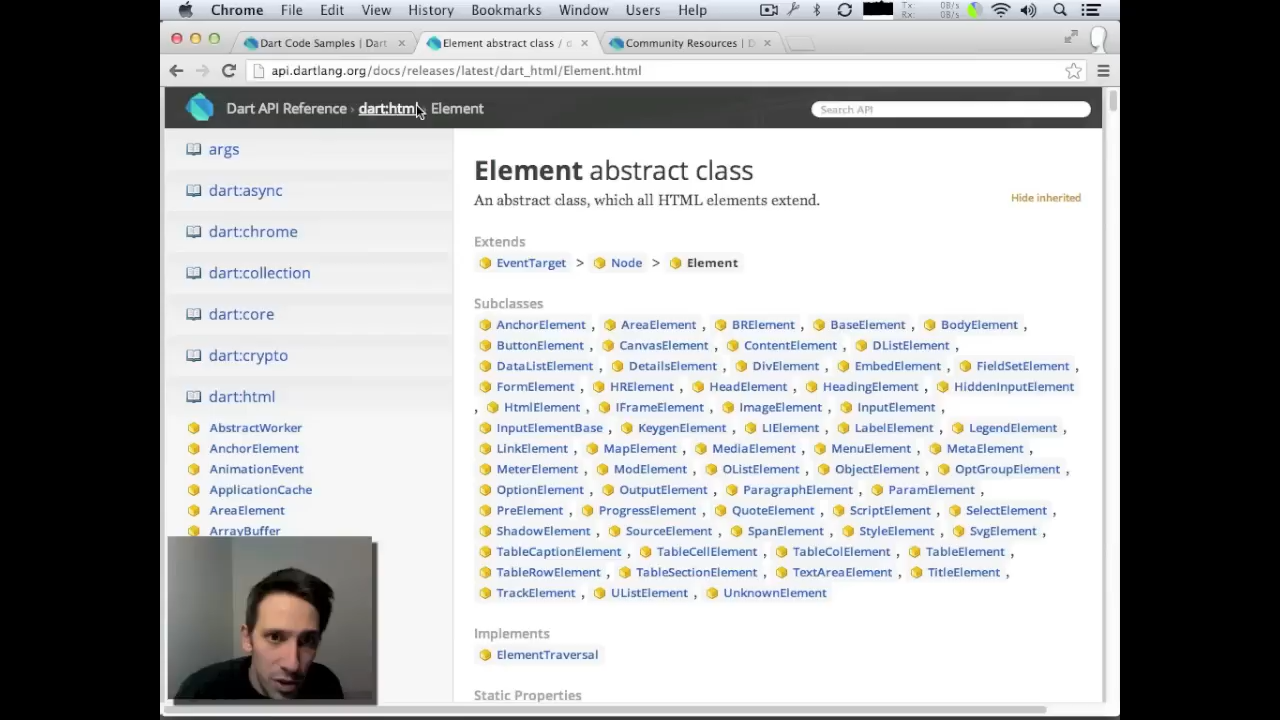 Chrome File Edit View History Bookmarks Window Users Help
Tx: 0B/s
Rx: 0B/s
Dart Code Samples | Dart × Element abstract class / d × Community Resources | D ×
api.dartlang.org/docs/releases/latest/dart_html/Element.html
Dart API Reference › dart:html › Element Search API
args
dart:async
dart:chrome
dart:collection
dart:core
dart:crypto
dart:html
AbstractWorker
AnchorElement
AnimationEvent
ApplicationCache
AreaElement
ArrayBuffer
Element abstract class
An abstract class, which all HTML elements extend.
Hide inherited
Extends
EventTarget > Node > Element
Subclasses
AnchorElement , AreaElement , BRElement , BaseElement , BodyElement ,
ButtonElement , CanvasElement , ContentElement , DListElement ,
DataListElement , DetailsElement , DivElement , EmbedElement , FieldSetElement ,
FormElement , HRElement , HeadElement , HeadingElement , HiddenInputElement
, HtmlElement , IFrameElement , ImageElement , InputElement ,
InputElementBase , KeygenElement , LIElement , LabelElement , LegendElement ,
LinkElement , MapElement , MediaElement , MenuElement , MetaElement ,
MeterElement , ModElement , OListElement , ObjectElement , OptGroupElement ,
OptionElement , OutputElement , ParagraphElement , ParamElement ,
PreElement , ProgressElement , QuoteElement , ScriptElement , SelectElement ,
ShadowElement , SourceElement , SpanElement , StyleElement , SvgElement ,
TableCaptionElement , TableCellElement , TableColElement , TableElement ,
TableRowElement , TableSectionElement , TextAreaElement , TitleElement ,
TrackElement , UListElement , UnknownElement
Implements
ElementTraversal
Static Properties